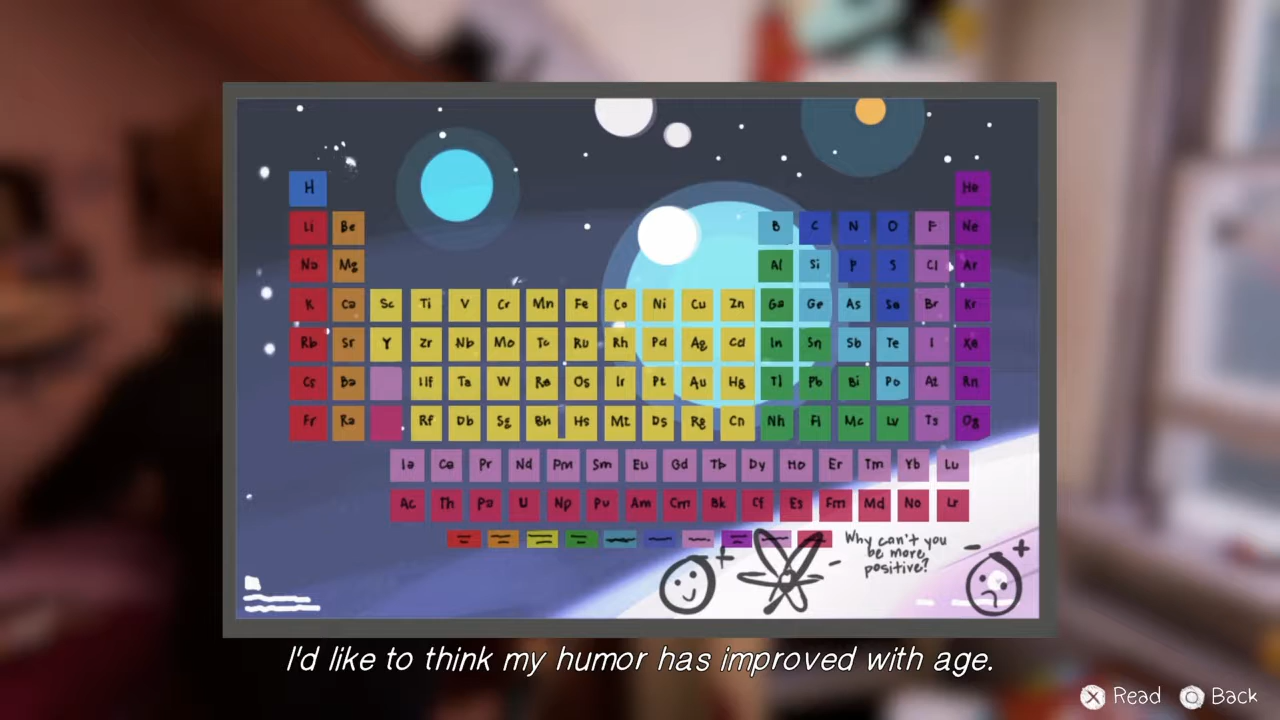 H He
Li Be B C N O F Ne
Na Mg Al Si P S Cl Ar
K Ca Sc Ti V Cr Mn Fe Co Ni Cu Zn Ga Ge As Se Br Kr
Rb Sr Y Zr Nb Mo Tc Ru Rh Pd Ag Cd In Sn Sb Te I Xe
Cs Ba Hf Ta W Re Os Ir Pt Au Hg Tl Pb Bi Po At Rn
Fr Ra Rf Db Sg Bh Hs Mt Ds Rg Cn Nh Fl Mc Lv Ts Og
la Ce Pr Nd Pm Sm Eu Gd Tb Dy Ho Er Tm Yb Lu
Ac Th Pa U Np Pu Am Cm Bk Cf Es Fm Md No Lr
Why can't you
be more
positive?
+ - - +
I'd like to think my humor has improved with age.
X Read O Back